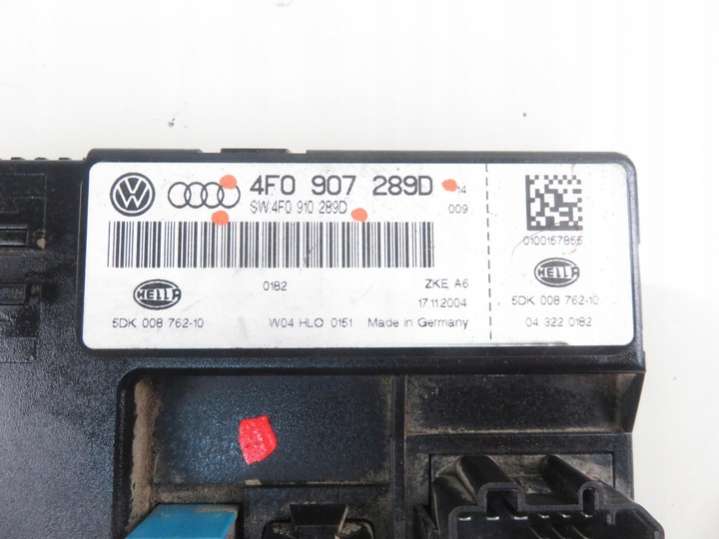 4F0 907 289D
SW:4F0 910 289D
009
0100157855
0182
ZKE A6
17.11.2004
HELLA
HELLA
5DK 008 762-10
W04 HLO 0151 Made in Germany
5DK 008 762-10
04 322 0182